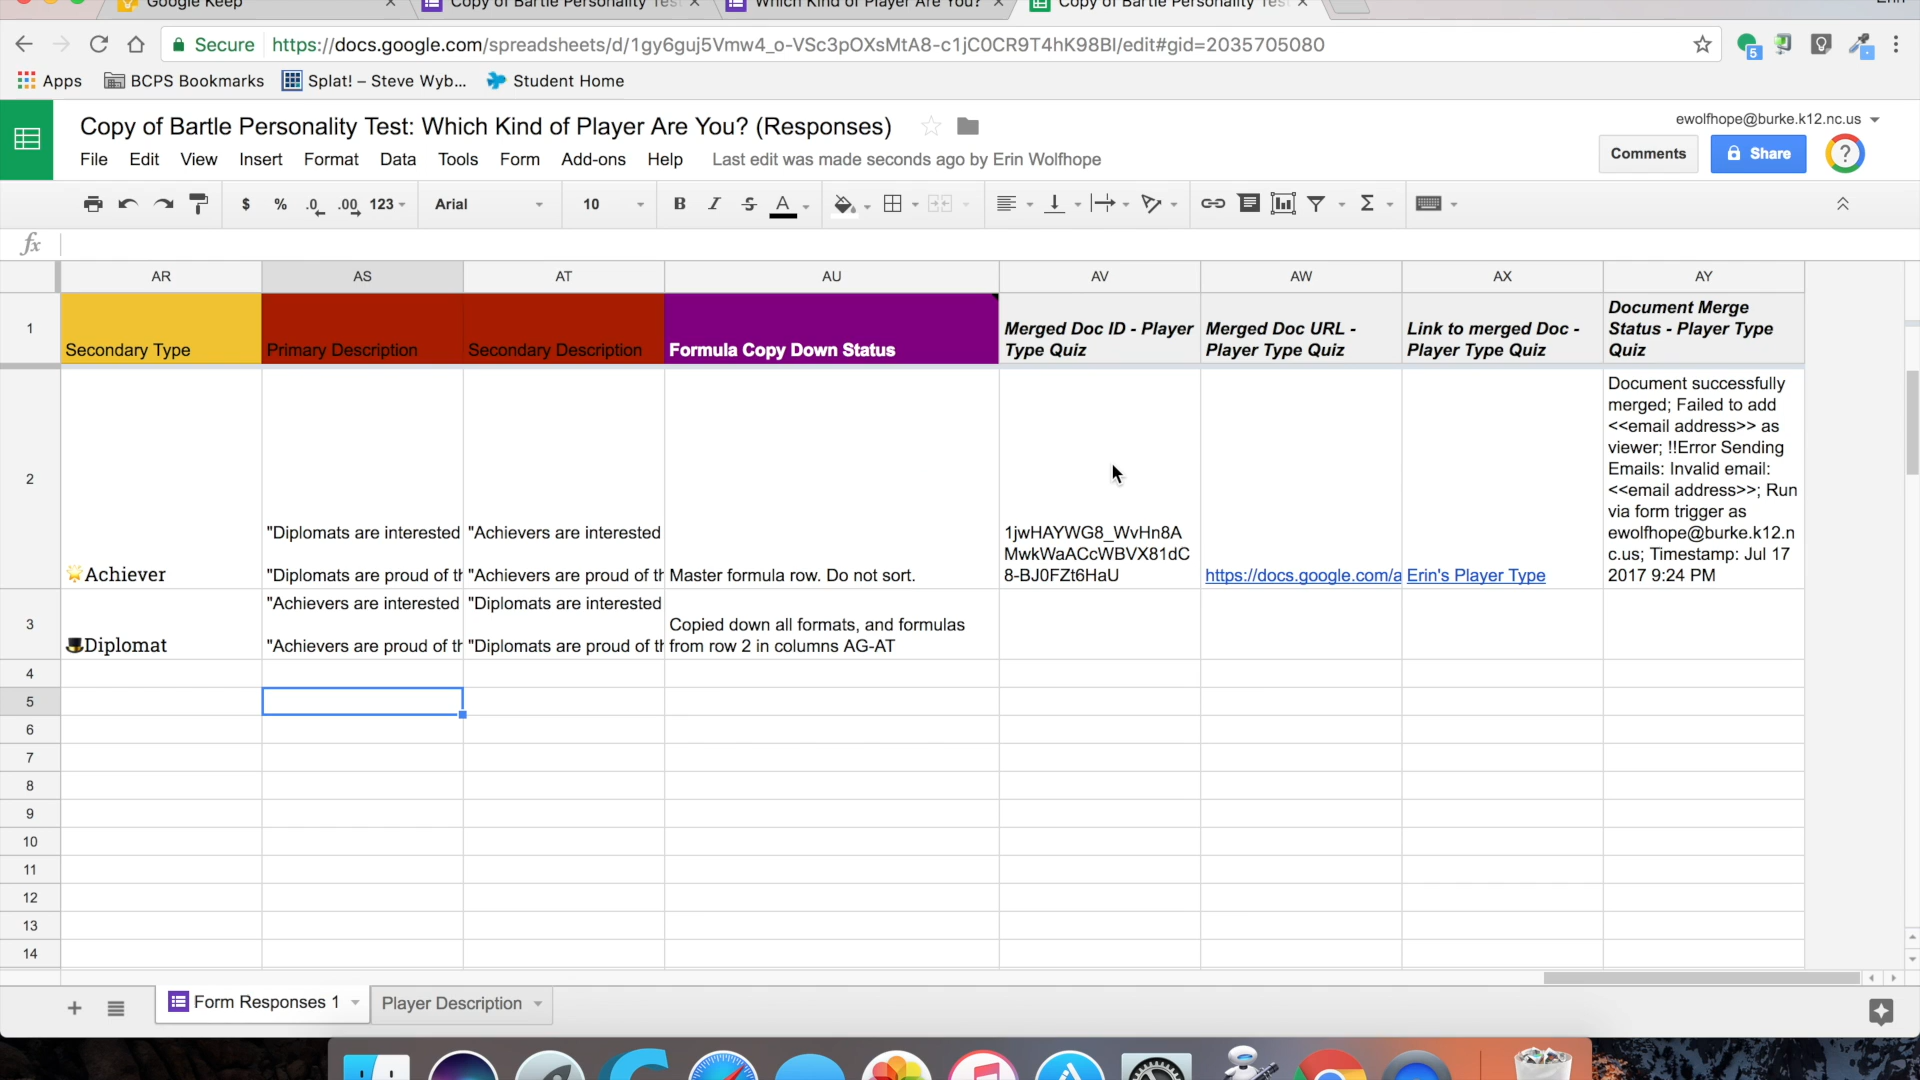 Google Keep
Copy of Bartle Personality Test
Which Kind of Player Are You?
Copy of Bartle Personality Test
Erin
Secure
https://docs.google.com/spreadsheets/d/1gy6guj5Vmw4_o-VSc3pOXsMtA8-c1jC0CR9T4hK98BI/edit#gid=2035705080
5
Apps
BCPS Bookmarks
Splat! – Steve Wyb...
Student Home
Copy of Bartle Personality Test: Which Kind of Player Are You? (Responses)
ewolfhope@burke.k12.nc.us
File Edit View Insert Format Data Tools Form Add-ons Help
Last edit was made seconds ago by Erin Wolfhope
Comments
Share
?
$ % .0 .00 123
Arial
10
B I S A
Σ
fx
AR AS AT AU AV AW AX AY
1
Secondary Type
Primary Description
Secondary Description
Formula Copy Down Status
Merged Doc ID - Player
Type Quiz
Merged Doc URL -
Player Type Quiz
Link to merged Doc -
Player Type Quiz
Document Merge
Status - Player Type
Quiz
2
🌟Achiever
"Diplomats are interested
"Diplomats are proud of th
"Achievers are interested
"Achievers are proud of th
Master formula row. Do not sort.
1jwHAYWG8_WvHn8A
MwkWaACcWBVX81dC
8-BJ0FZt6HaU
https://docs.google.com/a
Erin's Player Type
Document successfully
merged; Failed to add
<<email address>> as
viewer; !!Error Sending
Emails: Invalid email:
<<email address>>; Run
via form trigger as
ewolfhope@burke.k12.n
c.us; Timestamp: Jul 17
2017 9:24 PM
3
🎩Diplomat
"Achievers are interested
"Achievers are proud of th
"Diplomats are interested
"Diplomats are proud of th
Copied down all formats, and formulas
from row 2 in columns AG-AT
4
5
6
7
8
9
10
11
12
13
14
Form Responses 1
Player Description